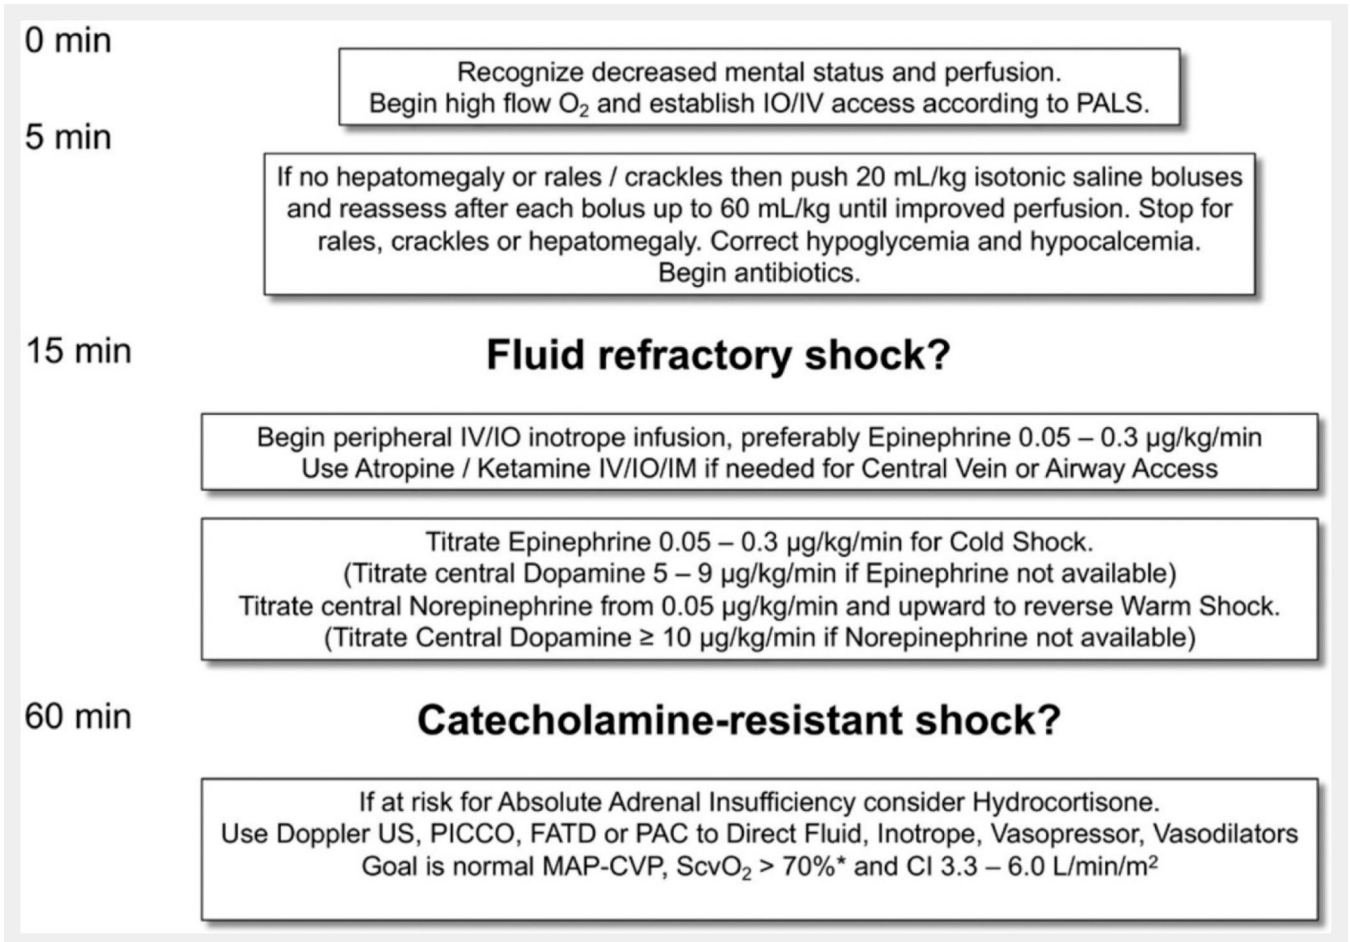 0 min
Recognize decreased mental status and perfusion.
Begin high flow O₂ and establish IO/IV access according to PALS.
5 min
If no hepatomegaly or rales / crackles then push 20 mL/kg isotonic saline boluses
and reassess after each bolus up to 60 mL/kg until improved perfusion. Stop for
rales, crackles or hepatomegaly. Correct hypoglycemia and hypocalcemia.
Begin antibiotics.
15 min
Fluid refractory shock?
Begin peripheral IV/IO inotrope infusion, preferably Epinephrine 0.05 – 0.3 µg/kg/min
Use Atropine / Ketamine IV/IO/IM if needed for Central Vein or Airway Access
Titrate Epinephrine 0.05 – 0.3 µg/kg/min for Cold Shock.
(Titrate central Dopamine 5 – 9 µg/kg/min if Epinephrine not available)
Titrate central Norepinephrine from 0.05 µg/kg/min and upward to reverse Warm Shock.
(Titrate Central Dopamine ≥ 10 µg/kg/min if Norepinephrine not available)
60 min
Catecholamine-resistant shock?
If at risk for Absolute Adrenal Insufficiency consider Hydrocortisone.
Use Doppler US, PICCO, FATD or PAC to Direct Fluid, Inotrope, Vasopressor, Vasodilators
Goal is normal MAP-CVP, ScvO₂ > 70%* and CI 3.3 – 6.0 L/min/m²